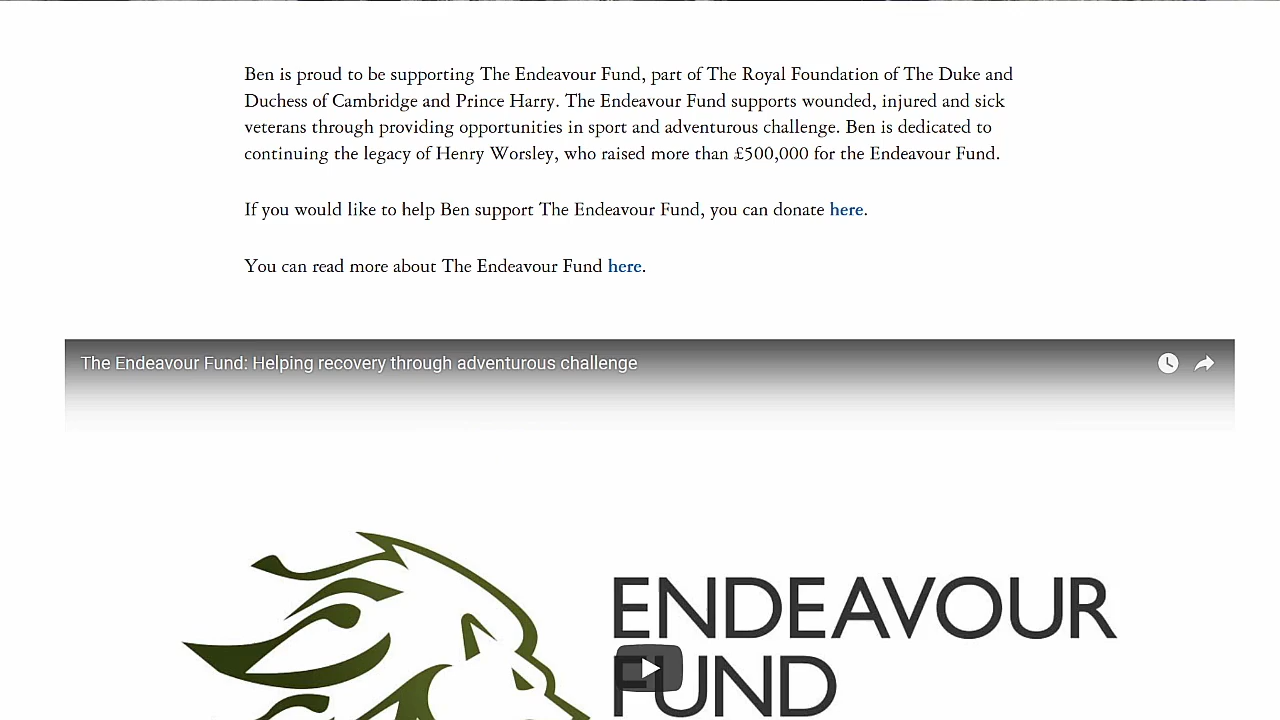 Ben is proud to be supporting The Endeavour Fund, part of The Royal Foundation of The Duke and
Duchess of Cambridge and Prince Harry. The Endeavour Fund supports wounded, injured and sick
veterans through providing opportunities in sport and adventurous challenge. Ben is dedicated to
continuing the legacy of Henry Worsley, who raised more than £500,000 for the Endeavour Fund.
If you would like to help Ben support The Endeavour Fund, you can donate here.
You can read more about The Endeavour Fund here.
The Endeavour Fund: Helping recovery through adventurous challenge
ENDEAVOUR
FUND